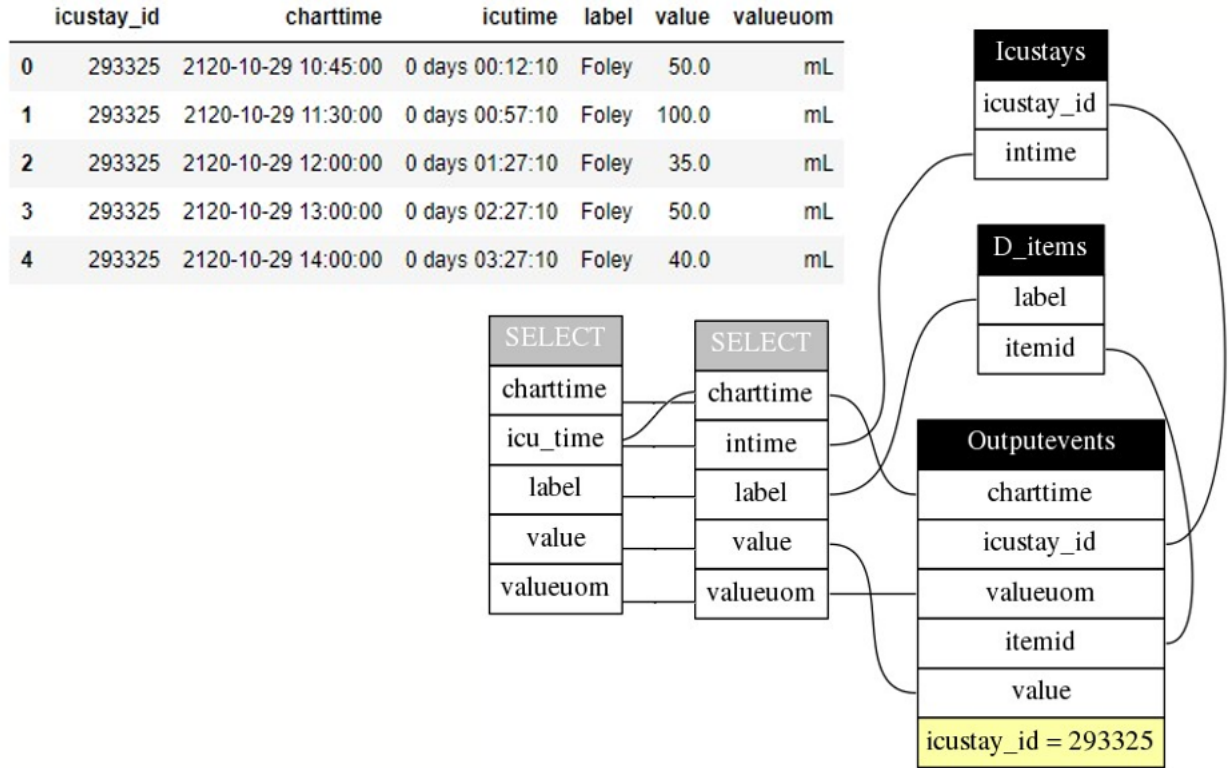 icustay_id charttime icutime label value valueuom
0 293325 2120-10-29 10:45:00 0 days 00:12:10 Foley 50.0 mL
1 293325 2120-10-29 11:30:00 0 days 00:57:10 Foley 100.0 mL
2 293325 2120-10-29 12:00:00 0 days 01:27:10 Foley 35.0 mL
3 293325 2120-10-29 13:00:00 0 days 02:27:10 Foley 50.0 mL
4 293325 2120-10-29 14:00:00 0 days 03:27:10 Foley 40.0 mL
SELECT
charttime
icu_time
label
value
valueuom
SELECT
charttime
intime
label
value
valueuom
Icustays
icustay_id
intime
D_items
label
itemid
Outputevents
charttime
icustay_id
valueuom
itemid
value
icustay_id = 293325